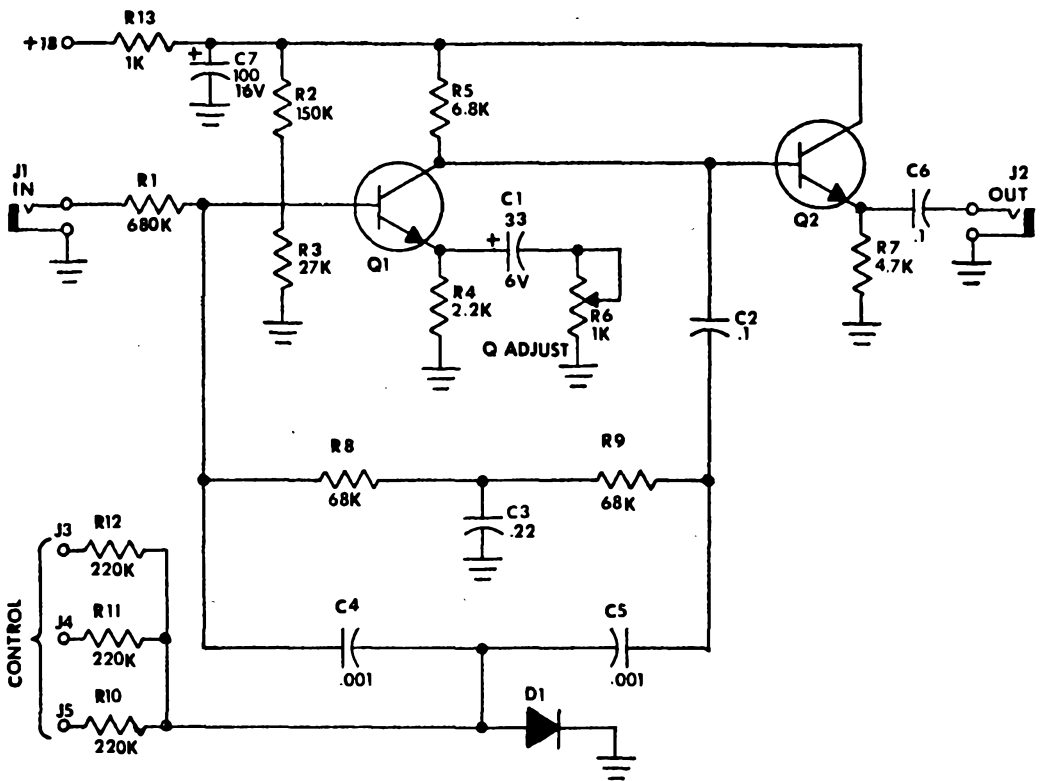 +18
R13
1K
+
C7
100
16V
R2
150K
R5
6.8K
J1
IN
R1
680K
R3
27K
Q1
C1
33
+
6V
R4
2.2K
R6
1K
Q ADJUST
Q2
C6
.1
J2
OUT
R7
4.7K
C2
.1
R8
68K
R9
68K
C3
.22
CONTROL
J3
R12
220K
J4
R11
220K
J5
R10
220K
C4
.001
C5
.001
D1